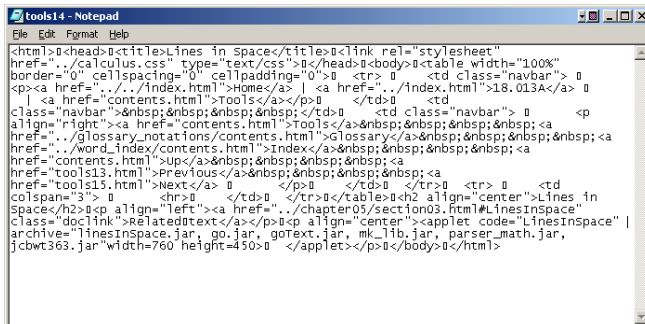 tools14 - Notepad
File Edit Format Help
<html>▯<head>▯<title>Lines in Space</title>▯<link rel="stylesheet"
href="../calculus.css" type="text/css">▯</head>▯<body>▯<table width="100%"
border="0" cellspacing="0" cellpadding="0">▯  <tr> ▯    <td class="navbar"> ▯
<p><a href="../../index.html">Home</a> | <a href="../index.html">18.013A</a> ▯
  | <a href="contents.html">Tools</a></p>▯    </td>▯    <td
class="navbar">&nbsp;&nbsp;&nbsp;&nbsp;</td>▯    <td class="navbar"> ▯      <p
align="right"><a href="contents.html">Tools</a>&nbsp;&nbsp;&nbsp;&nbsp;<a
href="../glossary_notations/contents.html">Glossary</a>&nbsp;&nbsp;&nbsp;&nbsp;<a
href="../word_index/contents.html">Index</a>&nbsp;&nbsp;&nbsp;&nbsp;<a
href="contents.html">Up</a>&nbsp;&nbsp;&nbsp;&nbsp;<a
href="tools13.html">Previous</a>&nbsp;&nbsp;&nbsp;&nbsp;<a
href="tools15.html">Next</a> ▯      </p>▯    </td>▯  </tr>▯  <tr> ▯    <td
colspan="3"> ▯      <hr>▯    </td>▯  </tr>▯</table>▯<h2 align="center">Lines in
Space</h2>▯<p align="left"><a href="../chapter05/section03.html#LinesInSpace"
class="doclink">Related▯text</a></p>▯<p align="center"><applet code="LinesInSpace"
archive="linesInSpace.jar, go.jar, goText.jar, mk_lib.jar, parser_math.jar,
jcbwt363.jar"width=760 height=450>▯  </applet></p>▯</body>▯</html>